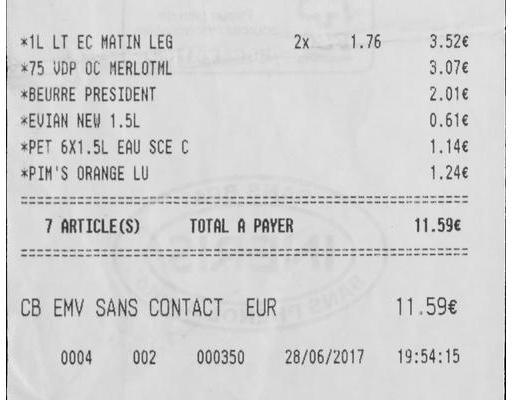 *1L LT EC MATIN LEG 2x 1.76 3.52€
*75 VDP OC MERLOTML 3.07€
*BEURRE PRESIDENT 2.01€
*EVIAN NEW 1.5L 0.61€
*PET 6X1.5L EAU SCE C 1.14€
*PIM'S ORANGE LU 1.24€
7 ARTICLE(S) TOTAL A PAYER 11.59€
CB EMV SANS CONTACT EUR 11.59€
0004 002 000350 28/06/2017 19:54:15